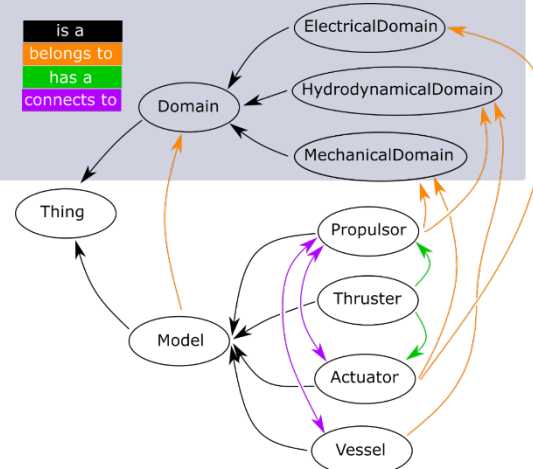 is a
belongs to
has a
connects to
ElectricalDomain
HydrodynamicalDomain
Domain
MechanicalDomain
Thing
Propulsor
Thruster
Model
Actuator
Vessel